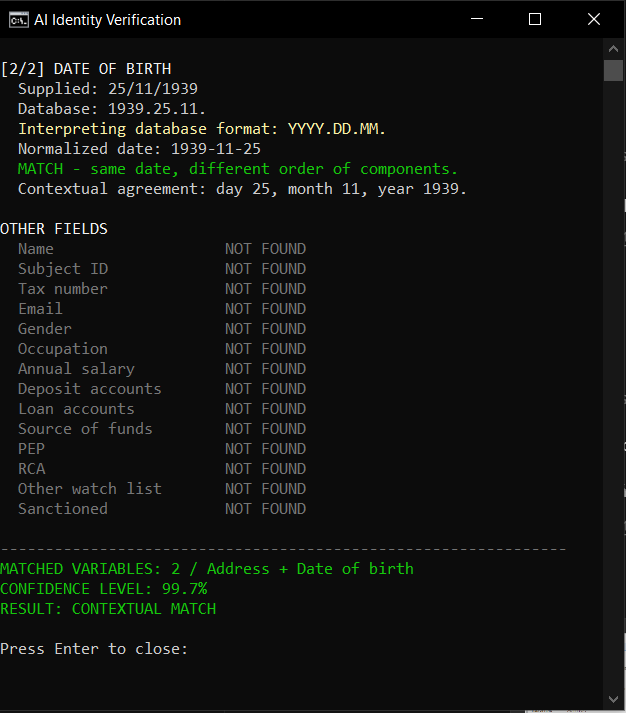 AI Identity Verification
[2/2] DATE OF BIRTH
Supplied: 25/11/1939
Database: 1939.25.11.
Interpreting database format: YYYY.DD.MM.
Normalized date: 1939-11-25
MATCH - same date, different order of components.
Contextual agreement: day 25, month 11, year 1939.
OTHER FIELDS
Name NOT FOUND
Subject ID NOT FOUND
Tax number NOT FOUND
Email NOT FOUND
Gender NOT FOUND
Occupation NOT FOUND
Annual salary NOT FOUND
Deposit accounts NOT FOUND
Loan accounts NOT FOUND
Source of funds NOT FOUND
PEP NOT FOUND
RCA NOT FOUND
Other watch list NOT FOUND
Sanctioned NOT FOUND
---------------------------------------------------------------
MATCHED VARIABLES: 2 / Address + Date of birth
CONFIDENCE LEVEL: 99.7%
RESULT: CONTEXTUAL MATCH
Press Enter to close: